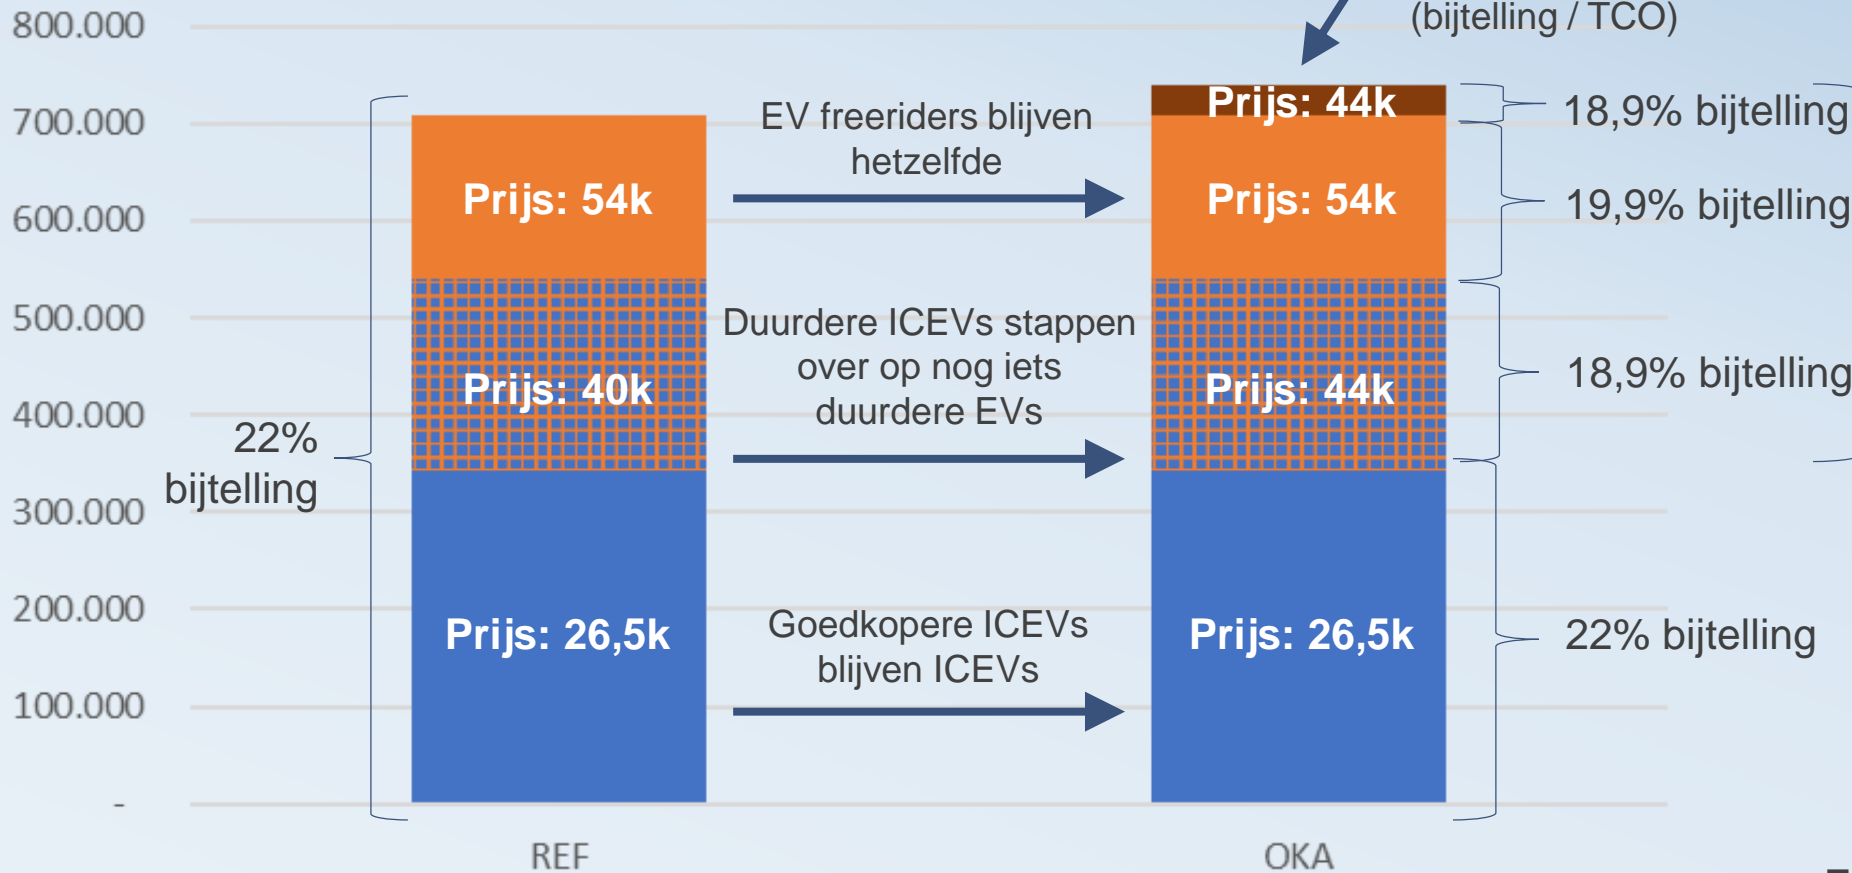 (bijtelling / TCO)
800.000
700.000
600.000
500.000
400.000
300.000
200.000
100.000
-
22%
bijtelling
Prijs: 54k
Prijs: 40k
Prijs: 26,5k
EV freeriders blijven
hetzelfde
Duurdere ICEVs stappen
over op nog iets
duurdere EVs
Goedkopere ICEVs
blijven ICEVs
Prijs: 44k
Prijs: 54k
Prijs: 44k
Prijs: 26,5k
18,9% bijtelling
19,9% bijtelling
18,9% bijtelling
22% bijtelling
REF
OKA